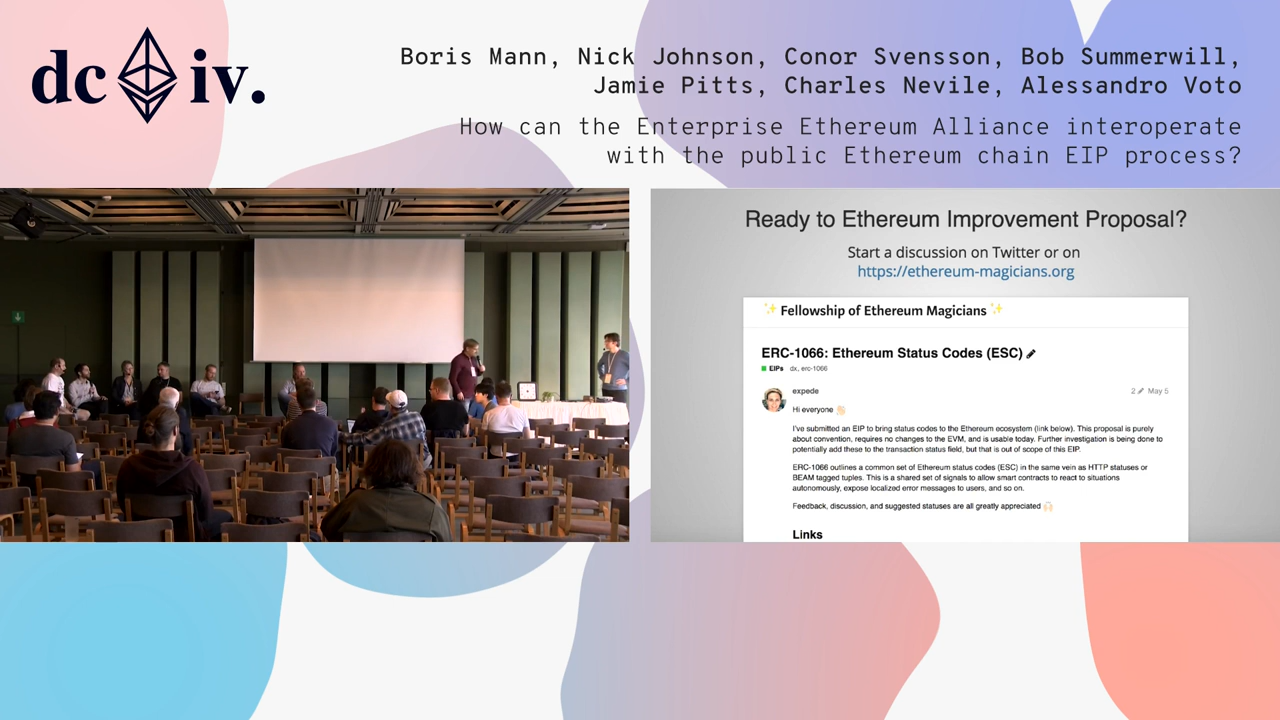 dc iv.
Boris Mann, Nick Johnson, Conor Svensson, Bob Summerwill,
Jamie Pitts, Charles Nevile, Alessandro Voto
How can the Enterprise Ethereum Alliance interoperate
with the public Ethereum chain EIP process?
Ready to Ethereum Improvement Proposal?
Start a discussion on Twitter or on
https://ethereum-magicians.org
✨ Fellowship of Ethereum Magicians ✨
ERC-1066: Ethereum Status Codes (ESC)
EIPs dx, erc-1066
expede 2 May 5
Hi everyone 👋🏻
I've submitted an EIP to bring status codes to the Ethereum ecosystem (link below). This proposal is purely
about convention, requires no changes to the EVM, and is usable today. Further investigation is being done to
potentially add these to the transaction status field, but that is out of scope of this EIP.
ERC-1066 outlines a common set of Ethereum status codes (ESC) in the same vein as HTTP statuses or
BEAM tagged tuples. This is a shared set of signals to allow smart contracts to react to situations
autonomously, expose localized error messages to users, and so on.
Feedback, discussion, and suggested statuses are all greatly appreciated 🙌🏻
Links